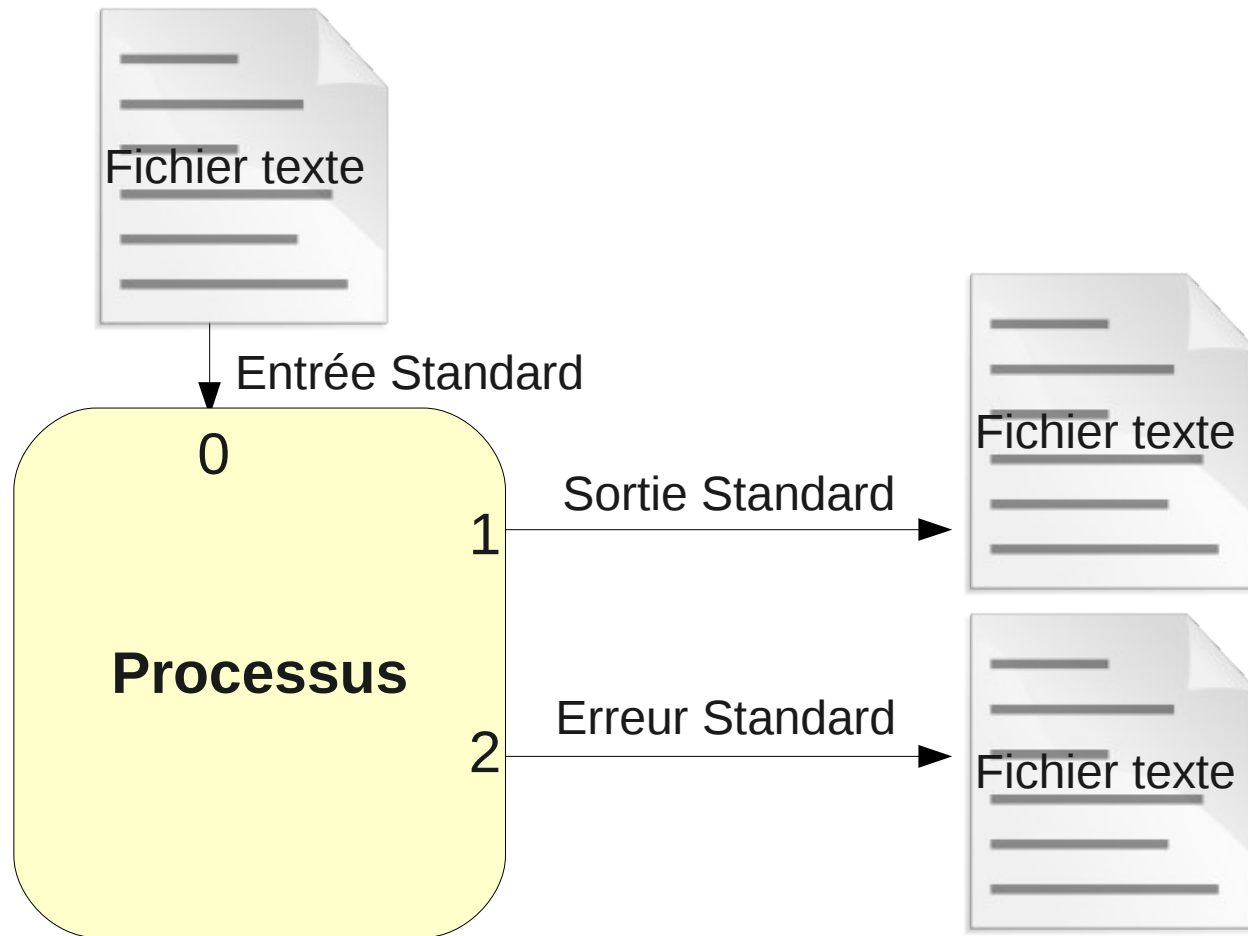 Fichier texte
Entrée Standard
0
Sortie Standard
1
Fichier texte
Processus
Erreur Standard
2
Fichier texte